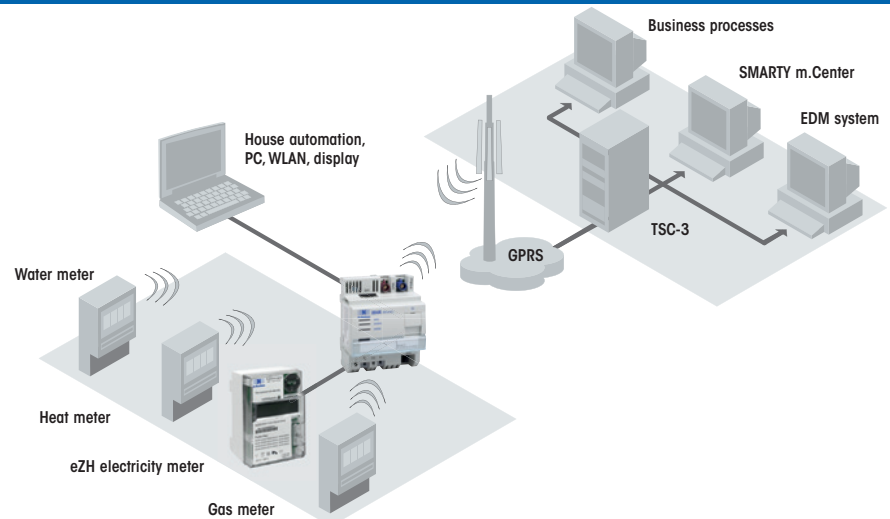 Business processes
SMARTY m.Center
EDM system
House automation,
PC, WLAN, display
TSC-3
GPRS
Water meter
Heat meter
eZH electricity meter
Gas meter